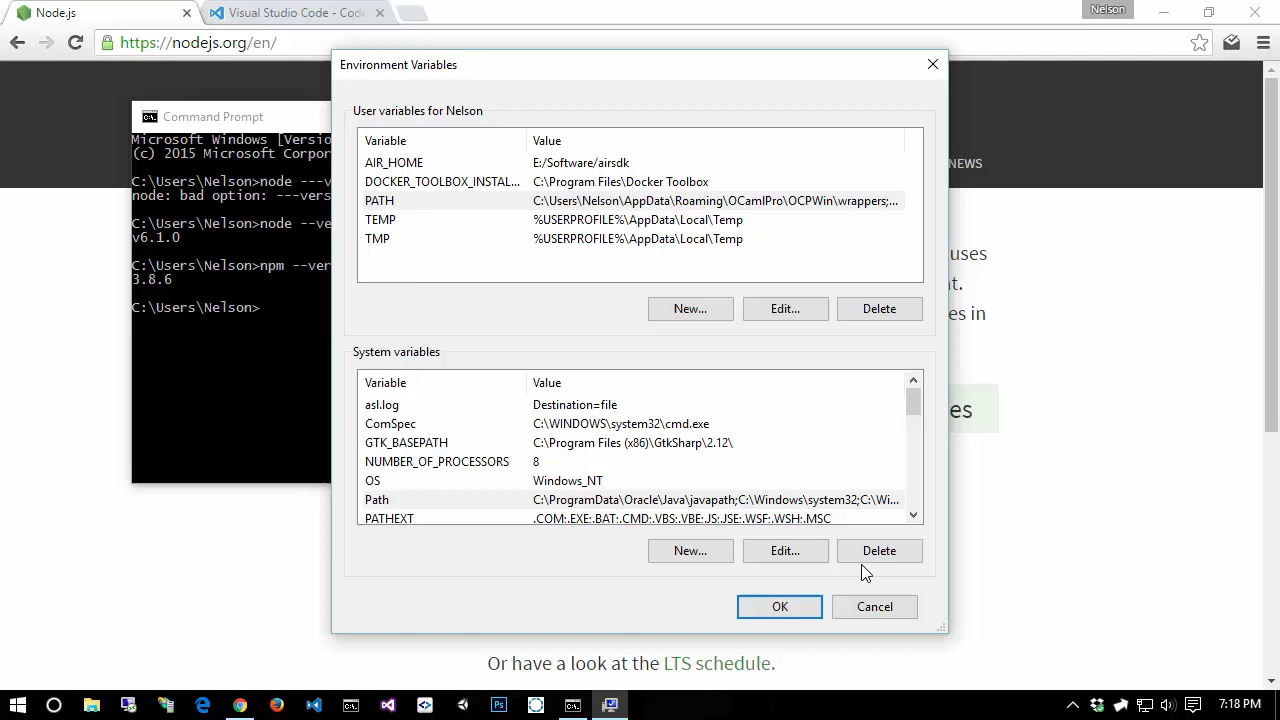 Node.js
Visual Studio Code - Cod
Nelson
https://nodejs.org/en/
Environment Variables
User variables for Nelson
Variable Value
AIR_HOME E:/Software/airsdk
DOCKER_TOOLBOX_INSTAL... C:\Program Files\Docker Toolbox
PATH C:\Users\Nelson\AppData\Roaming\OCamlPro\OCPWin\wrappers;...
TEMP %USERPROFILE%\AppData\Local\Temp
TMP %USERPROFILE%\AppData\Local\Temp
New... Edit... Delete
System variables
Variable Value
asl.log Destination=file
ComSpec C:\WINDOWS\system32\cmd.exe
GTK_BASEPATH C:\Program Files (x86)\GtkSharp\2.12\
NUMBER_OF_PROCESSORS 8
OS Windows_NT
Path C:\ProgramData\Oracle\Java\javapath;C:\Windows\system32;C:\Wi...
PATHEXT .COM;.EXE;.BAT;.CMD;.VBS;.VBE;.JS;.JSE;.WSF;.WSH;.MSC
New... Edit... Delete
OK Cancel
Command Prompt
Microsoft Windows [Versio
(c) 2015 Microsoft Corpor
C:\Users\Nelson>node ---v
node: bad option: ---vers
C:\Users\Nelson>node --ve
v6.1.0
C:\Users\Nelson>npm --ver
3.8.6
C:\Users\Nelson>
NEWS
uses
t.
es in
es
Or have a look at the LTS schedule.
7:18 PM